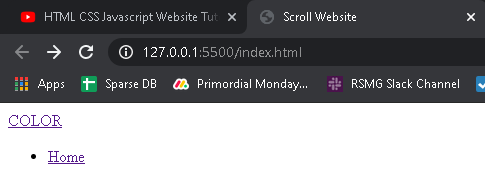 HTML CSS Javascript Website Tut
Scroll Website
127.0.0.1:5500/index.html
Apps
Sparse DB
Primordial Monday...
RSMG Slack Channel
COLOR
Home